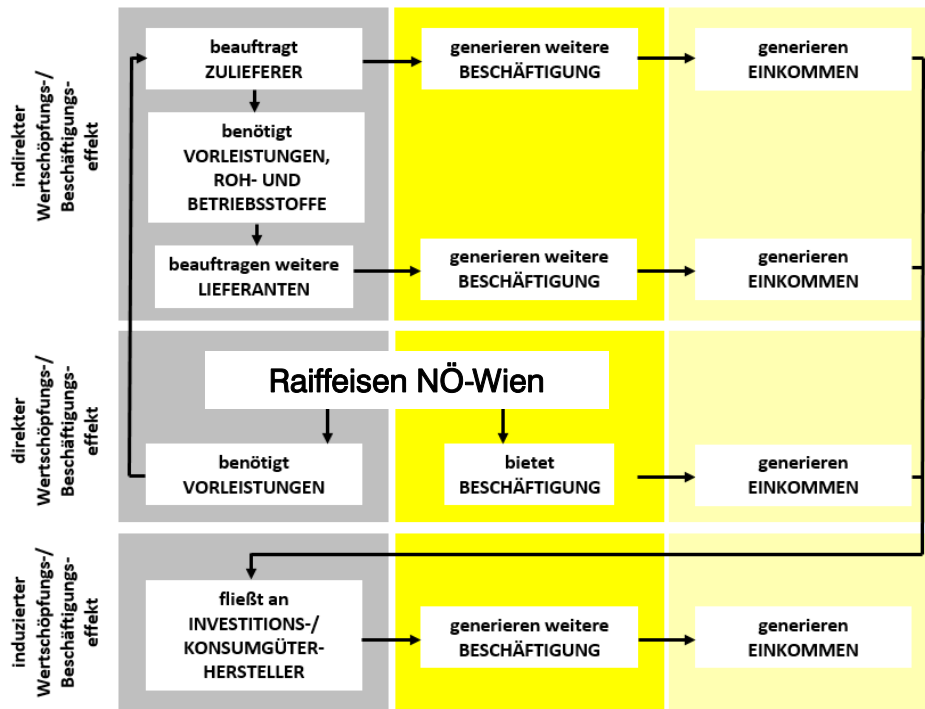 indirekter
Wertschöpfungs-/
Beschäftigungs-
effekt
beauftragt
ZULIEFERER
generieren weitere
BESCHÄFTIGUNG
generieren
EINKOMMEN
benötigt
VORLEISTUNGEN,
ROH- UND
BETRIEBSSTOFFE
beauftragen weitere
LIEFERANTEN
generieren weitere
BESCHÄFTIGUNG
generieren
EINKOMMEN
direkter
Wertschöpfungs-/
Beschäftigungs-
effekt
Raiffeisen NÖ-Wien
benötigt
VORLEISTUNGEN
bietet
BESCHÄFTIGUNG
generieren
EINKOMMEN
induzierter
Wertschöpfungs-/
Beschäftigungs-
effekt
fließt an
INVESTITIONS-/
KONSUMGÜTER-
HERSTELLER
generieren weitere
BESCHÄFTIGUNG
generieren
EINKOMMEN